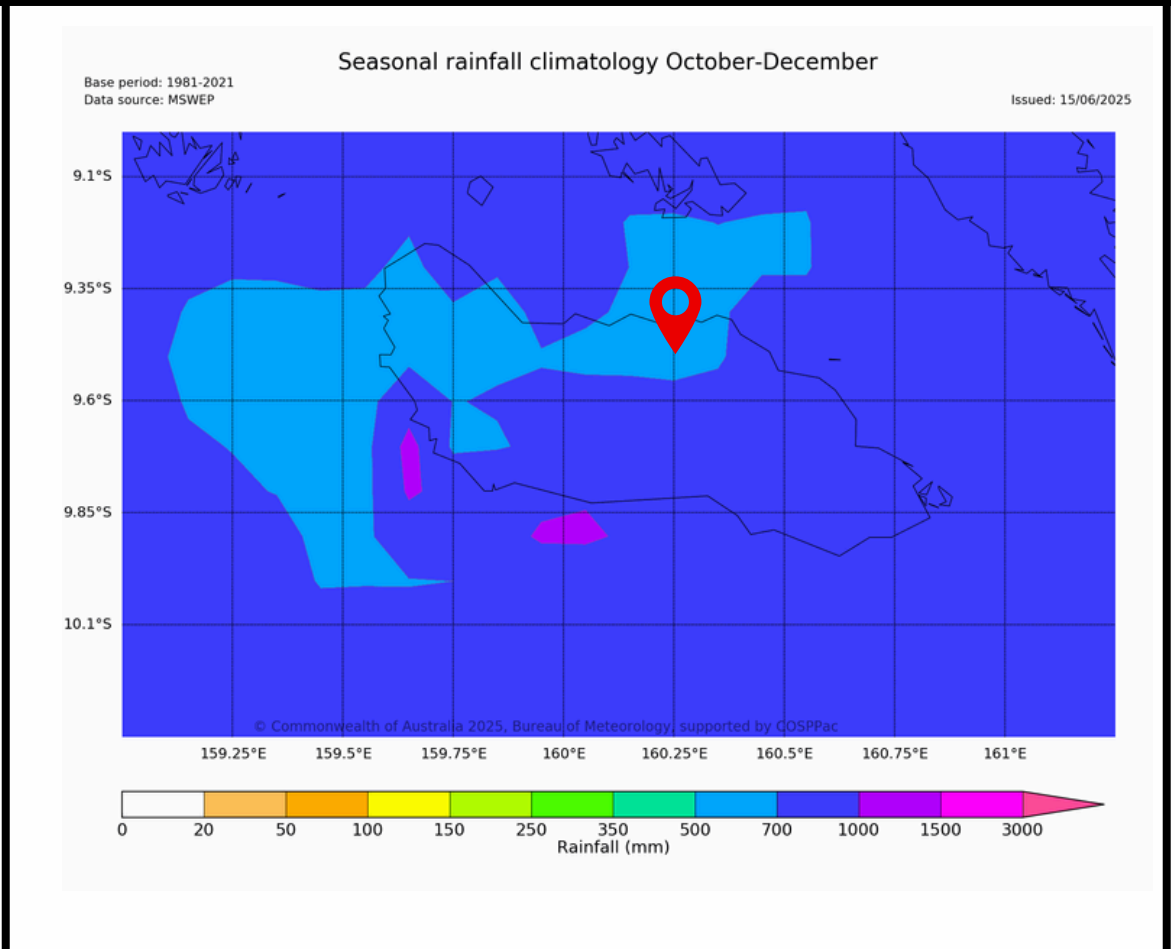 Seasonal rainfall climatology October-December
Base period: 1981-2021
Data source: MSWEP
Issued: 15/06/2025
9.1°S
9.35°S
9.6°S
9.85°S
10.1°S
© Commonwealth of Australia 2025, Bureau of Meteorology, supported by COSPPac
159.25°E 159.5°E 159.75°E 160°E 160.25°E 160.5°E 160.75°E 161°E
0 20 50 100 150 250 350 500 700 1000 1500 3000
Rainfall (mm)